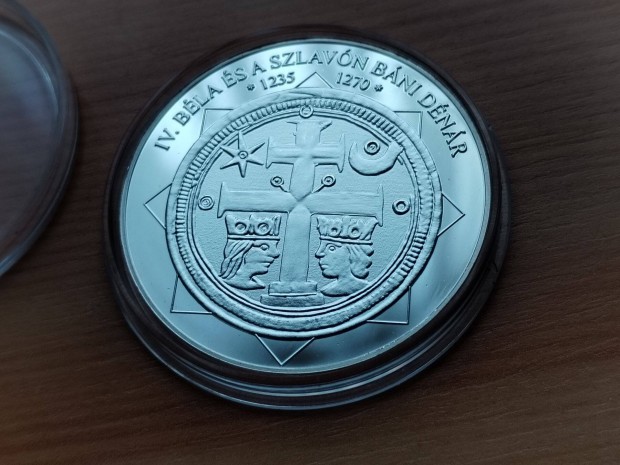 IV. BÉLA ÉS A SZLAVÓN BÁNI DÉNÁR
* 1235 1270 *